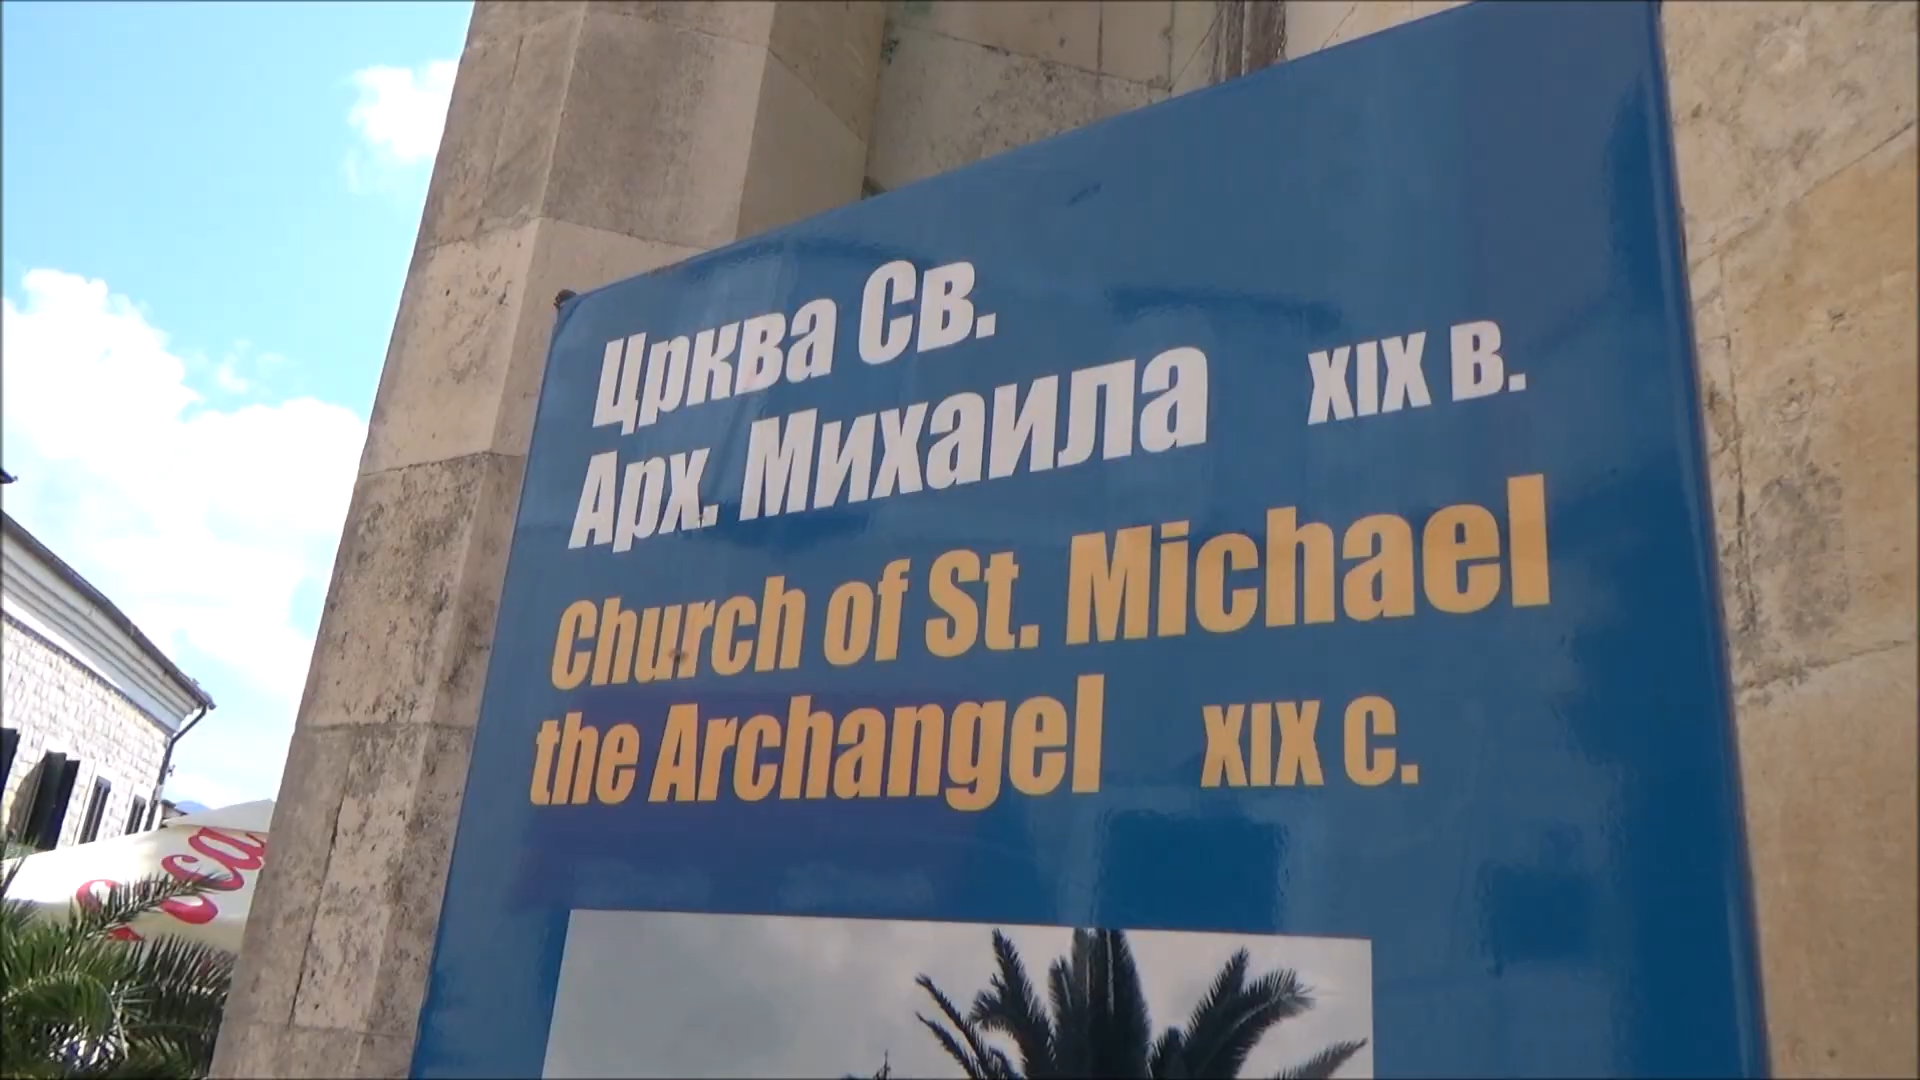 Црква Св.
Арх. Михаила XIX в.
Church of St. Michael
the Archangel XIX c.